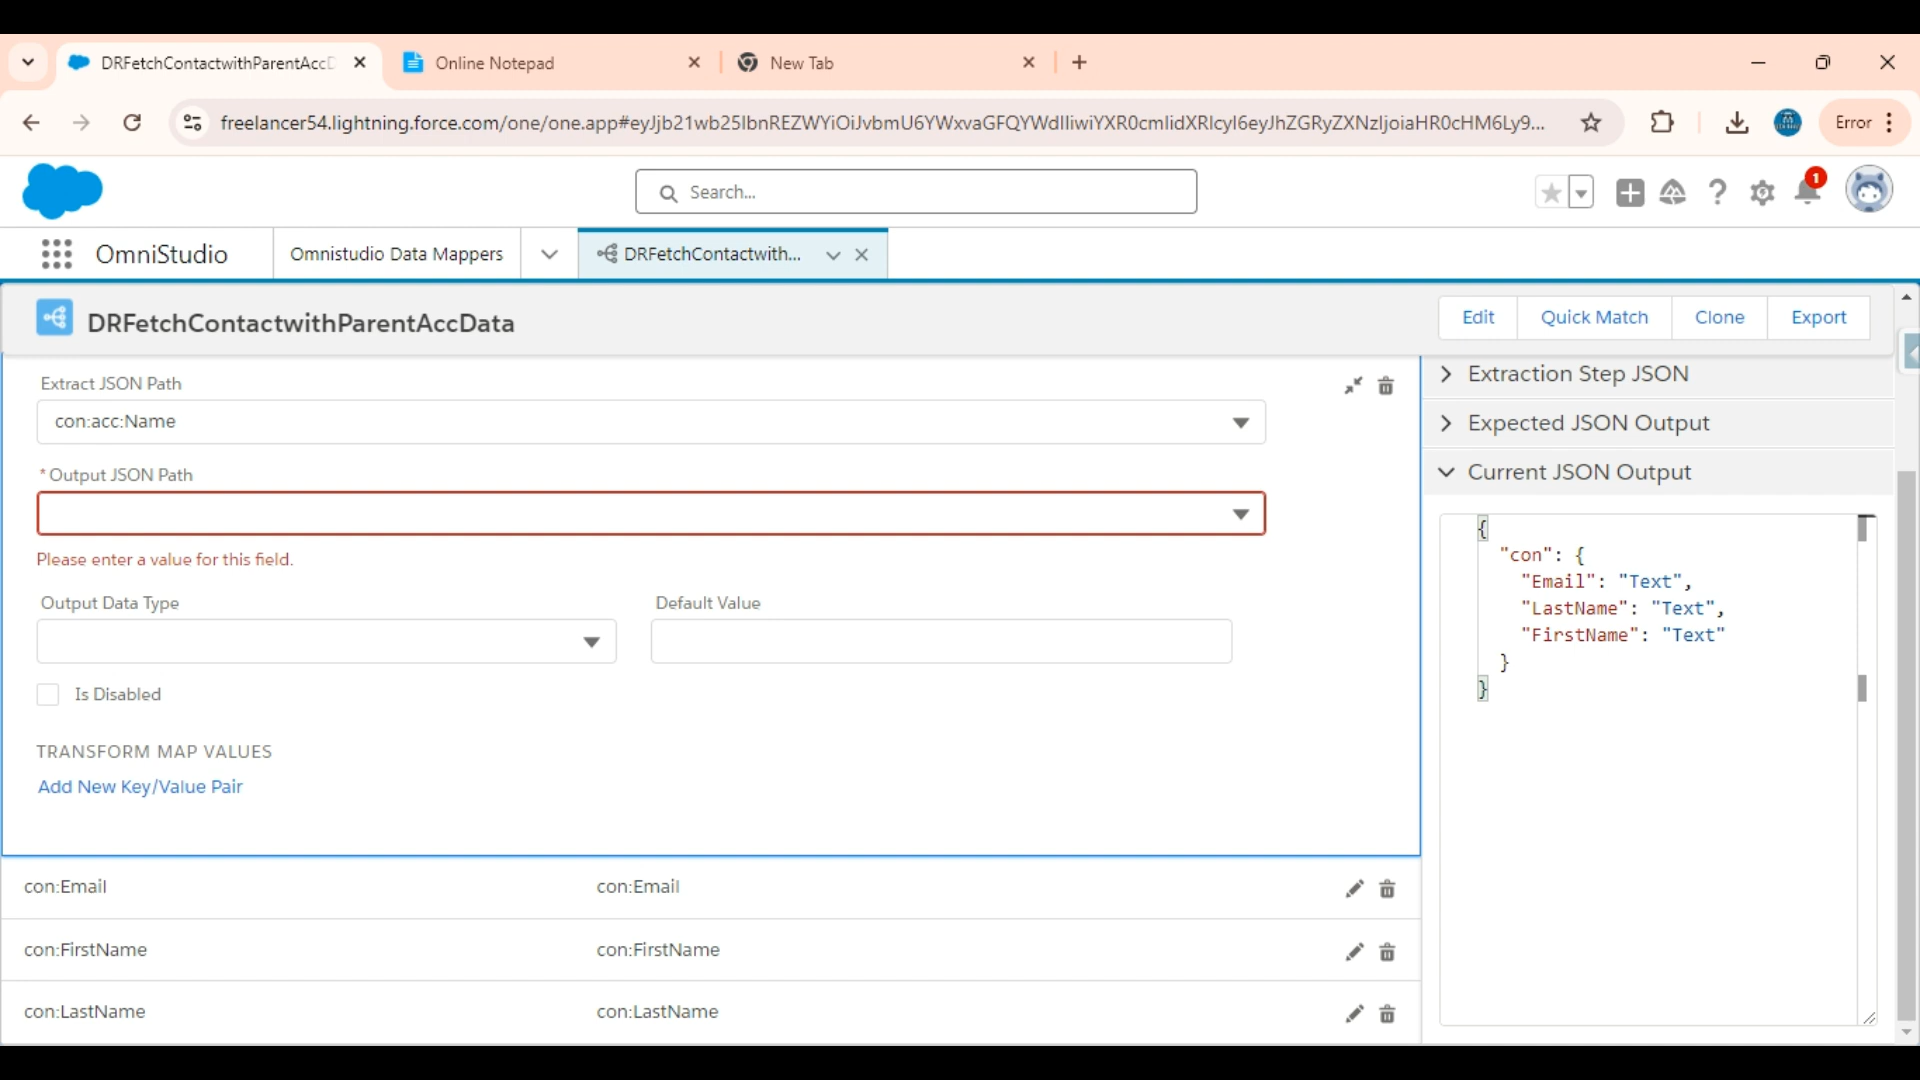 DRFetchContactwithParentAccD
Online Notepad
New Tab
freelancer54.lightning.force.com/one/one.app#eyJjb21wb25lbnREZWYiOiJvbmU6YWxvaGFQYWdlIiwiYXR0cmlidXRlcyI6eyJhZGRyZXNzIjoiaHR0cHM6Ly9...
Error
Search...
1
OmniStudio
Omnistudio Data Mappers
DRFetchContactwith...
DRFetchContactwithParentAccData
Edit
Quick Match
Clone
Export
Extract JSON Path
con:acc:Name
* Output JSON Path
Please enter a value for this field.
Output Data Type
Default Value
Is Disabled
TRANSFORM MAP VALUES
Add New Key/Value Pair
con:Email con:Email
con:FirstName con:FirstName
con:LastName con:LastName
Extraction Step JSON
Expected JSON Output
Current JSON Output
{
"con": {
"Email": "Text",
"LastName": "Text",
"FirstName": "Text"
}
}